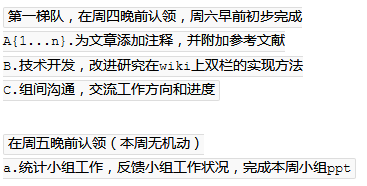 第一梯队，在周四晚前认领，周六早前初步完成
A{1...n}.为文章添加注释，并附加参考文献
B.技术开发，改进研究在wiki上双栏的实现方法
C.组间沟通，交流工作方向和进度
在周五晚前认领（本周无机动）
a.统计小组工作，反馈小组工作状况，完成本周小组ppt